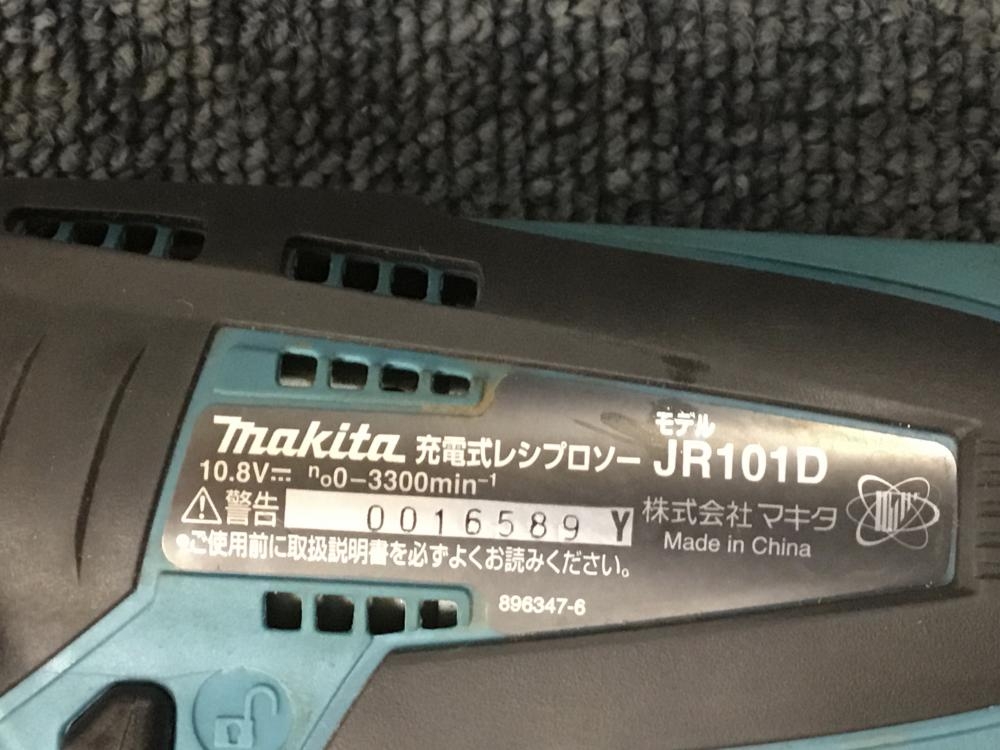 モデル
makita 充電式レシプロソー JR101D
10.8V⎓ n₀0-3300min⁻¹
⚠警告 0016589 Y 株式会社マキタ
Made in China
●ご使用前に取扱説明書を必ずよくお読みください。
896347-6